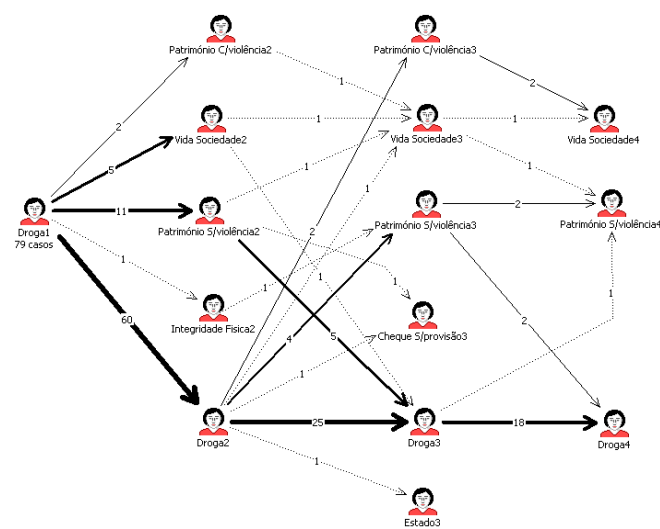 Património C/violência2
Património C/violência3
1
2
2
Vida Sociedade2
1
Vida Sociedade3
1
Vida Sociedade4
5
1
1
Droga1
79 casos
11
Património S/violência2
1
2
Património S/violência3
2
Património S/violência4
1
1
1
1
1
Integridade Fisica2
60
4
5
Cheque S/provisão3
2
1
Droga2
25
Droga3
18
Droga4
1
Estado3